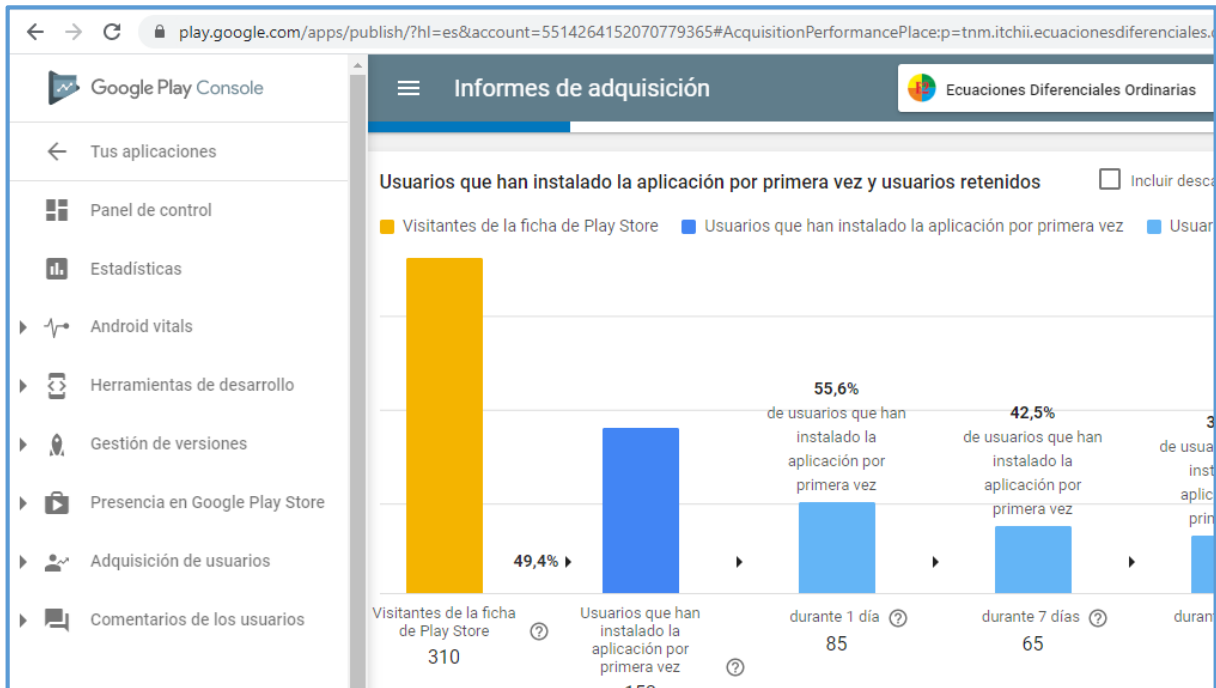 play.google.com/apps/publish/?hl=es&account=5514264152070779365#AcquisitionPerformancePlace:p=tnm.itchii.ecuacionesdiferenciales.
Google Play Console
Informes de adquisición
Ecuaciones Diferenciales Ordinarias
Tus aplicaciones
Panel de control
Estadísticas
Android vitals
Herramientas de desarrollo
Gestión de versiones
Presencia en Google Play Store
Adquisición de usuarios
Comentarios de los usuarios
Usuarios que han instalado la aplicación por primera vez y usuarios retenidos
Incluir desca
Visitantes de la ficha de Play Store
Usuarios que han instalado la aplicación por primera vez
Usuar
49,4%
55,6%
de usuarios que han
instalado la
aplicación por
primera vez
42,5%
de usuarios que han
instalado la
aplicación por
primera vez
3
de usua
inst
aplic
prin
Visitantes de la ficha
de Play Store
310
Usuarios que han
instalado la
aplicación por
primera vez
durante 1 día
85
durante 7 días
65
duran